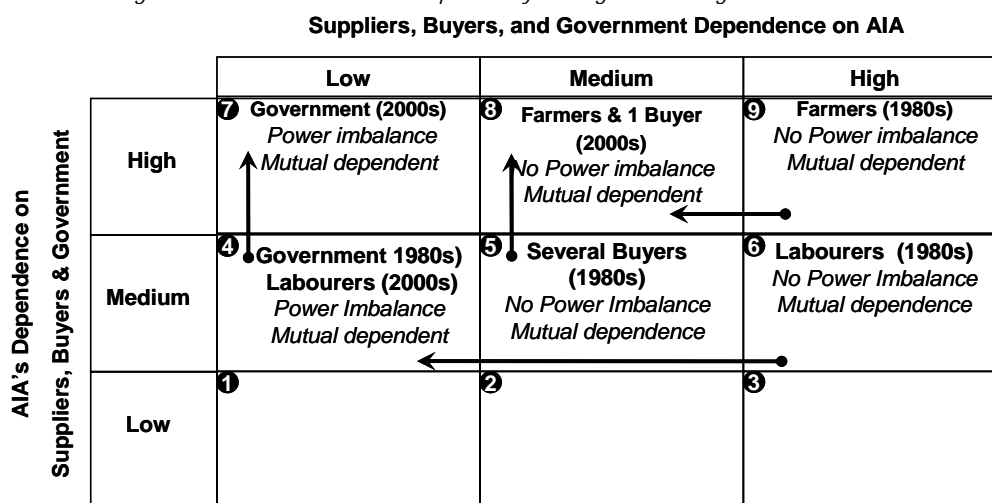 Suppliers, Buyers, and Government Dependence on AIA
Low
Medium
High
AIA's Dependence on
Suppliers, Buyers & Government
High
7
Government (2000s)
Power imbalance
Mutual dependent
8
Farmers & 1 Buyer
(2000s)
No Power imbalance
Mutual dependent
9
Farmers (1980s)
No Power imbalance
Mutual dependent
Medium
4
Government 1980s)
Labourers (2000s)
Power Imbalance
Mutual dependent
5
Several Buyers
(1980s)
No Power Imbalance
Mutual dependence
6
Labourers (1980s)
No Power Imbalance
Mutual dependence
Low
1
2
3